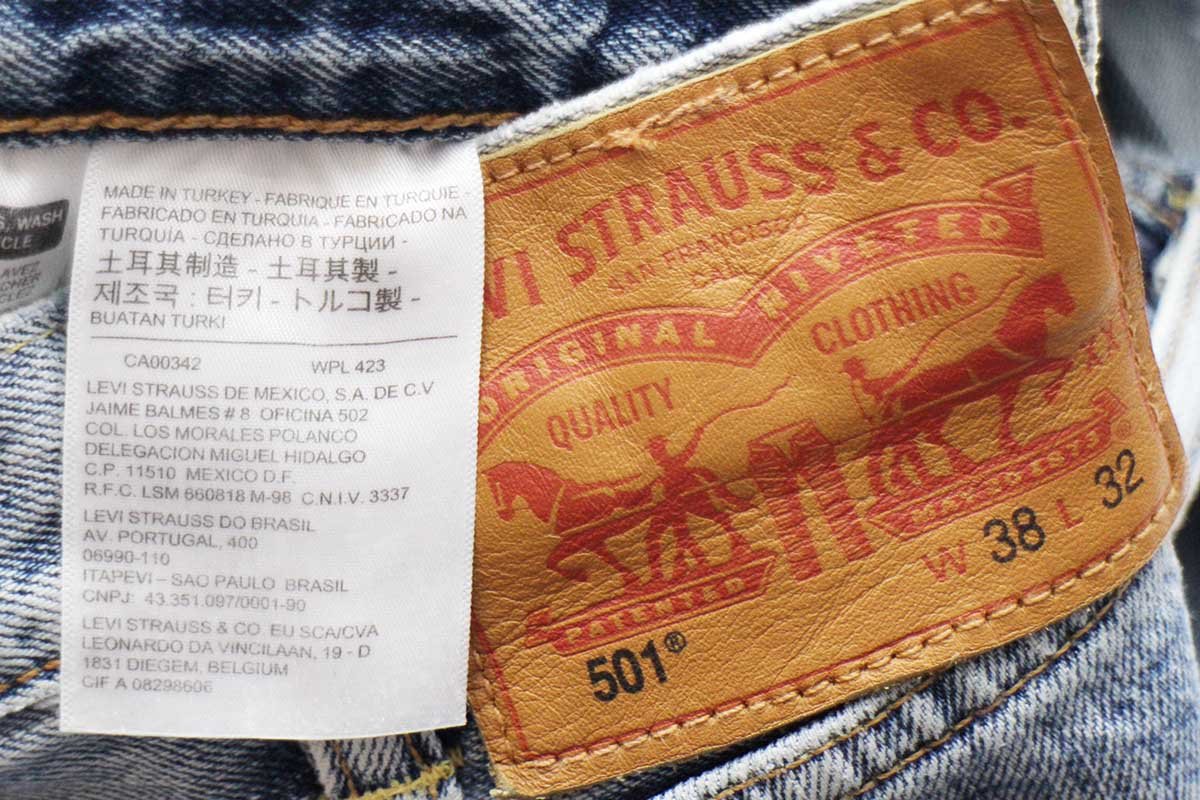 MADE IN TURKEY - FABRIQUE EN TURQUIE -
FABRICADO EN TURQUIA - FABRICADO NA
TURQUÍA - СДЕЛАНО В ТУРЦИИ -
土耳其制造 - 土耳其製 -
제조국 : 터키 - トルコ製 -
BUATAN TURKI
CA00342 WPL 423
LEVI STRAUSS DE MEXICO, S.A. DE C.V
JAIME BALMES # 8 OFICINA 502
COL. LOS MORALES POLANCO
DELEGACION MIGUEL HIDALGO
C.P. 11510 MEXICO D.F.
R.F.C. LSM 660818 M-98 C.N.I.V. 3337
LEVI STRAUSS DO BRASIL
AV. PORTUGAL, 400
06990-110
ITAPEVI – SAO PAULO BRASIL
CNPJ: 43.351.097/0001-90
LEVI STRAUSS & CO. EU SCA/CVA
LEONARDO DA VINCILAAN, 19 - D
1831 DIEGEM, BELGIUM
CIF A 08298606
WASH
CLE
VI STRAUSS & CO.
SAN FRANCISCO
CAL
ORIGINAL RIVETED
QUALITY CLOTHING
PATENTED
W 38 L 32
501®